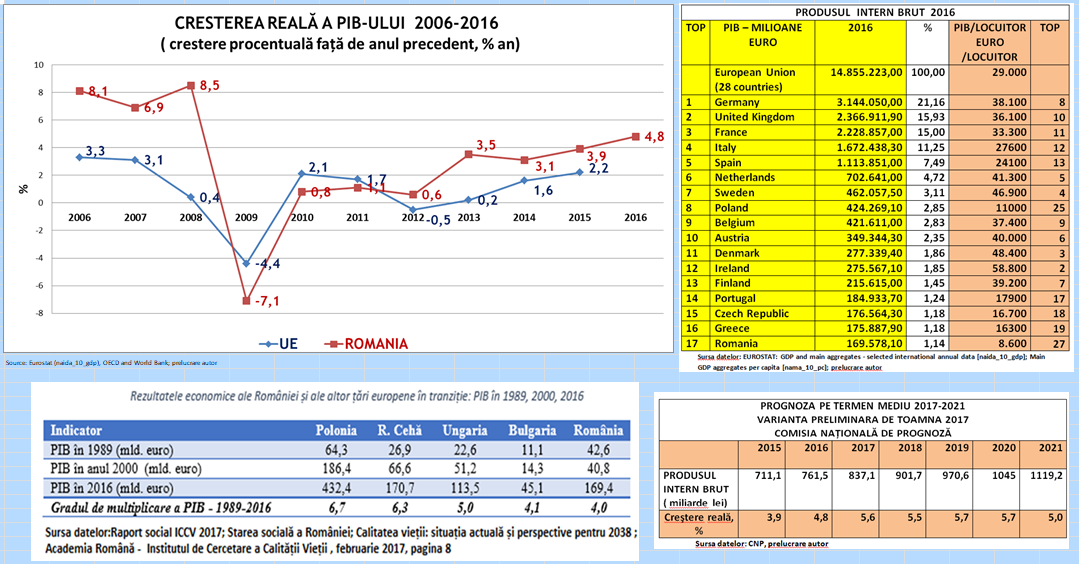 CRESTEREA REALĂ A PIB-ULUI 2006-2016
( crestere procentuală față de anul precedent, % an)
10
8
6
4
2
0
-2
-4
-6
-8
%
8,1
6,9
8,5
-7,1
0,8
1,1
0,6
3,5
3,1
3,9
4,8
3,3
3,1
0,4
-4,4
2,1
1,7
-0,5
0,2
1,6
2,2
2006 2007 2008 2009 2010 2011 2012 2013 2014 2015 2016
UE ROMANIA
Source: Eurostat (naida_10_gdp), OECD and World Bank; prelucrare autor
PRODUSUL INTERN BRUT 2016
TOP PIB – MILIOANE 2016 % PIB/LOCUITOR TOP
EURO EURO
/LOCUITOR
European Union 14.855.223,00 100,00 29.000
(28 countries)
1 Germany 3.144.050,00 21,16 38.100 8
2 United Kingdom 2.366.911,90 15,93 36.100 10
3 France 2.228.857,00 15,00 33.300 11
4 Italy 1.672.438,30 11,25 27600 12
5 Spain 1.113.851,00 7,49 24100 13
6 Netherlands 702.641,00 4,72 41.300 5
7 Sweden 462.057,50 3,11 46.900 4
8 Poland 424.269,10 2,85 11000 25
9 Belgium 421.611,00 2,83 37.400 9
10 Austria 349.344,30 2,35 40.000 6
11 Denmark 277.339,40 1,86 48.400 3
12 Ireland 275.567,10 1,85 58.800 2
13 Finland 215.615,00 1,45 39.200 7
14 Portugal 184.933,70 1,24 17900 17
15 Czech Republic 176.564,30 1,18 16.700 18
16 Greece 175.887,90 1,18 16300 19
17 Romania 169.578,10 1,14 8.600 27
Sursa datelor: EUROSTAT: GDP and main aggregates - selected international annual data [naida_10_gdp]; Main
GDP aggregates per capita [nama_10_pc]; prelucrare autor
Rezultatele economice ale României și ale altor țări europene în tranziție: PIB în 1989, 2000, 2016
Indicator Polonia R. Cehă Ungaria Bulgaria România
PIB în 1989 (mld. euro) 64,3 26,9 22,6 11,1 42,6
PIB în anul 2000 (mld. euro) 186,4 66,6 51,2 14,3 40,8
PIB în 2016 (mld. euro) 432,4 170,7 113,5 45,1 169,4
Gradul de multiplicare a PIB - 1989-2016 6,7 6,3 5,0 4,1 4,0
Sursa datelor:Raport social ICCV 2017; Starea socială a României; Calitatea vieții: situația actuală și perspective pentru 2038 ;
Academia Română - Institutul de Cercetare a Calității Vieții , februarie 2017, pagina 8
PROGNOZA PE TERMEN MEDIU 2017-2021
VARIANTA PRELIMINARA DE TOAMNA 2017
COMISIA NAȚIONALĂ DE PROGNOZĂ
2015 2016 2017 2018 2019 2020 2021
PRODUSUL 711,1 761,5 837,1 901,7 970,6 1045 1119,2
INTERN BRUT
( miliarde lei)
Creștere reală, 3,9 4,8 5,6 5,5 5,7 5,7 5,0
%
Sursa datelor: CNP, prelucrare autor